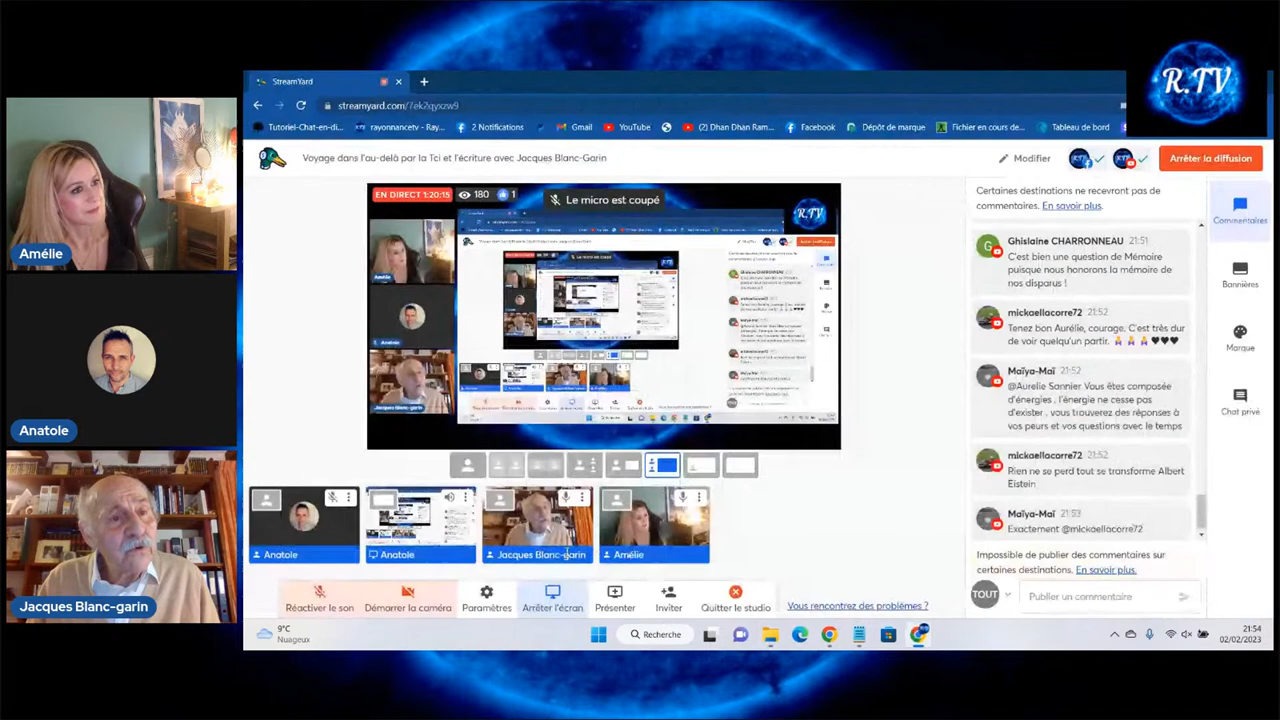 R.TV
StreamYard
streamyard.com/7ek2qyxzw9
Tutoriel-Chat-en-di...
rayonnancetv - Ray...
2 Notifications
Gmail
YouTube
(2) Dhan Dhan Ram...
Facebook
Dépôt de marque
Fichier en cours de...
Tableau de bord
Voyage dans l'au-delà par la Tci et l'écriture avec Jacques Blanc-Garin
Modifier
Arrêter la diffusion
EN DIRECT 1:20:15
180
1
Le micro est coupé
R.TV
Amélie
Anatole
Jacques Blanc-garin
Amélie
Anatole
Jacques Blanc-garin
Certaines destinations ne recevront pas de
commentaires. En savoir plus.
Ghislaine CHARRONNEAU 21:51
C'est bien une question de Mémoire
puisque nous honorons la mémoire de
nos disparus !
mickaellacorre72 21:52
Tenez bon Aurélie, courage. C'est très dur
de voir quelqu'un partir. 🙏🙏🙏♥♥♥
Maïya-Maï 21:52
@Aurelie Sannier Vous êtes composée
d'énergies , l'énergie ne cesse pas
d'exister , vous trouverez des réponses à
vos peurs et vos questions avec le temps
mickaellacorre72 21:52
Rien ne se perd tout se transforme Albert
Eistein
Maïya-Maï 21:53
Exactement @mickaellacorre72
Impossible de publier des commentaires sur
certaines destinations. En savoir plus.
TOUT
Publier un commentaire
Commentaires
Bannières
Marque
Chat privé
Anatole
Anatole
Jacques Blanc-garin
Amélie
Réactiver le son
Démarrer la caméra
Paramètres
Arrêter l'écran
Présenter
Inviter
Quitter le studio
Vous rencontrez des problèmes ?
9°C
Nuageux
Recherche
21:54
02/02/2023